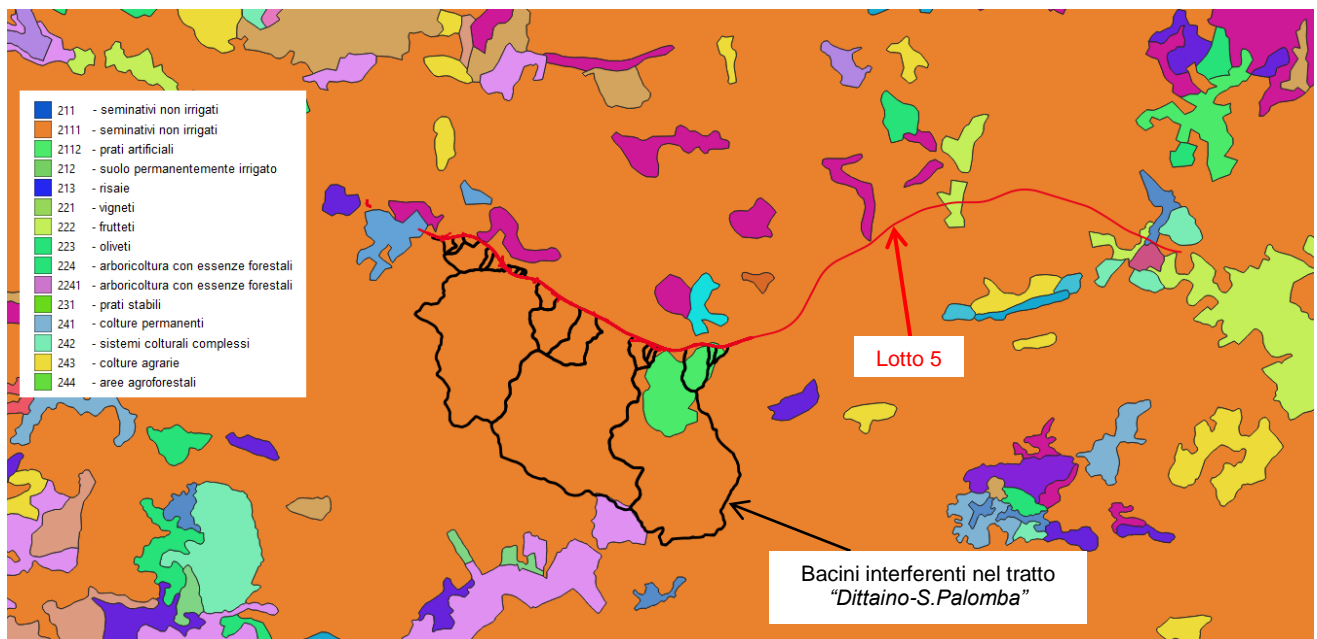 211 - seminativi non irrigati
2111 - seminativi non irrigati
2112 - prati artificiali
212 - suolo permanentemente irrigato
213 - risaie
221 - vigneti
222 - frutteti
223 - oliveti
224 - arboricoltura con essenze forestali
2241 - arboricoltura con essenze forestali
231 - prati stabili
241 - colture permanenti
242 - sistemi colturali complessi
243 - colture agrarie
244 - aree agroforestali
Lotto 5
Bacini interferenti nel tratto
“Dittaino-S.Palomba”